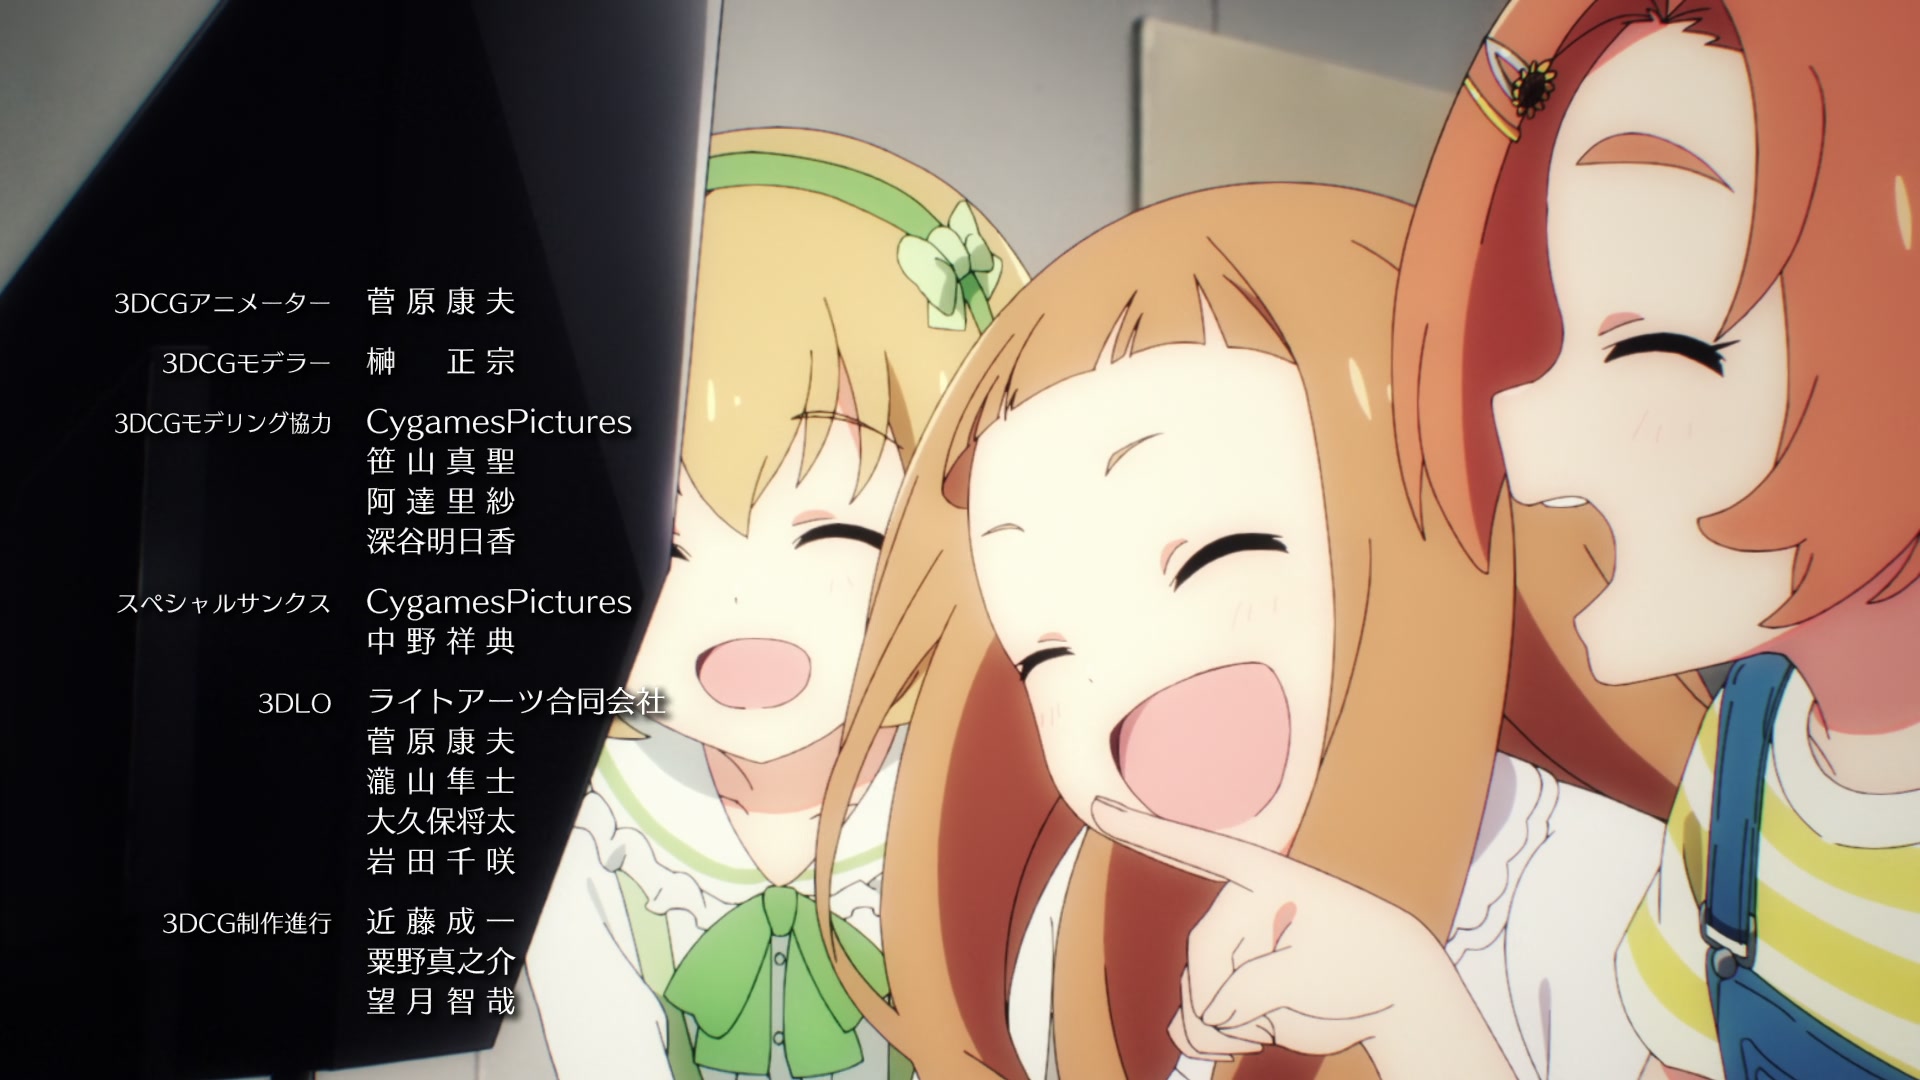 3DCGアニメーター 菅原康夫
3DCGモデラー 榊 正宗
3DCGモデリング協力 CygamesPictures
笹山真聖
阿達里紗
深谷明日香
スペシャルサンクス CygamesPictures
中野祥典
3DLO ライトアーツ合同会社
菅原康夫
瀧山隼士
大久保将太
岩田千咲
3DCG制作進行 近藤成一
粟野真之介
望月智哉